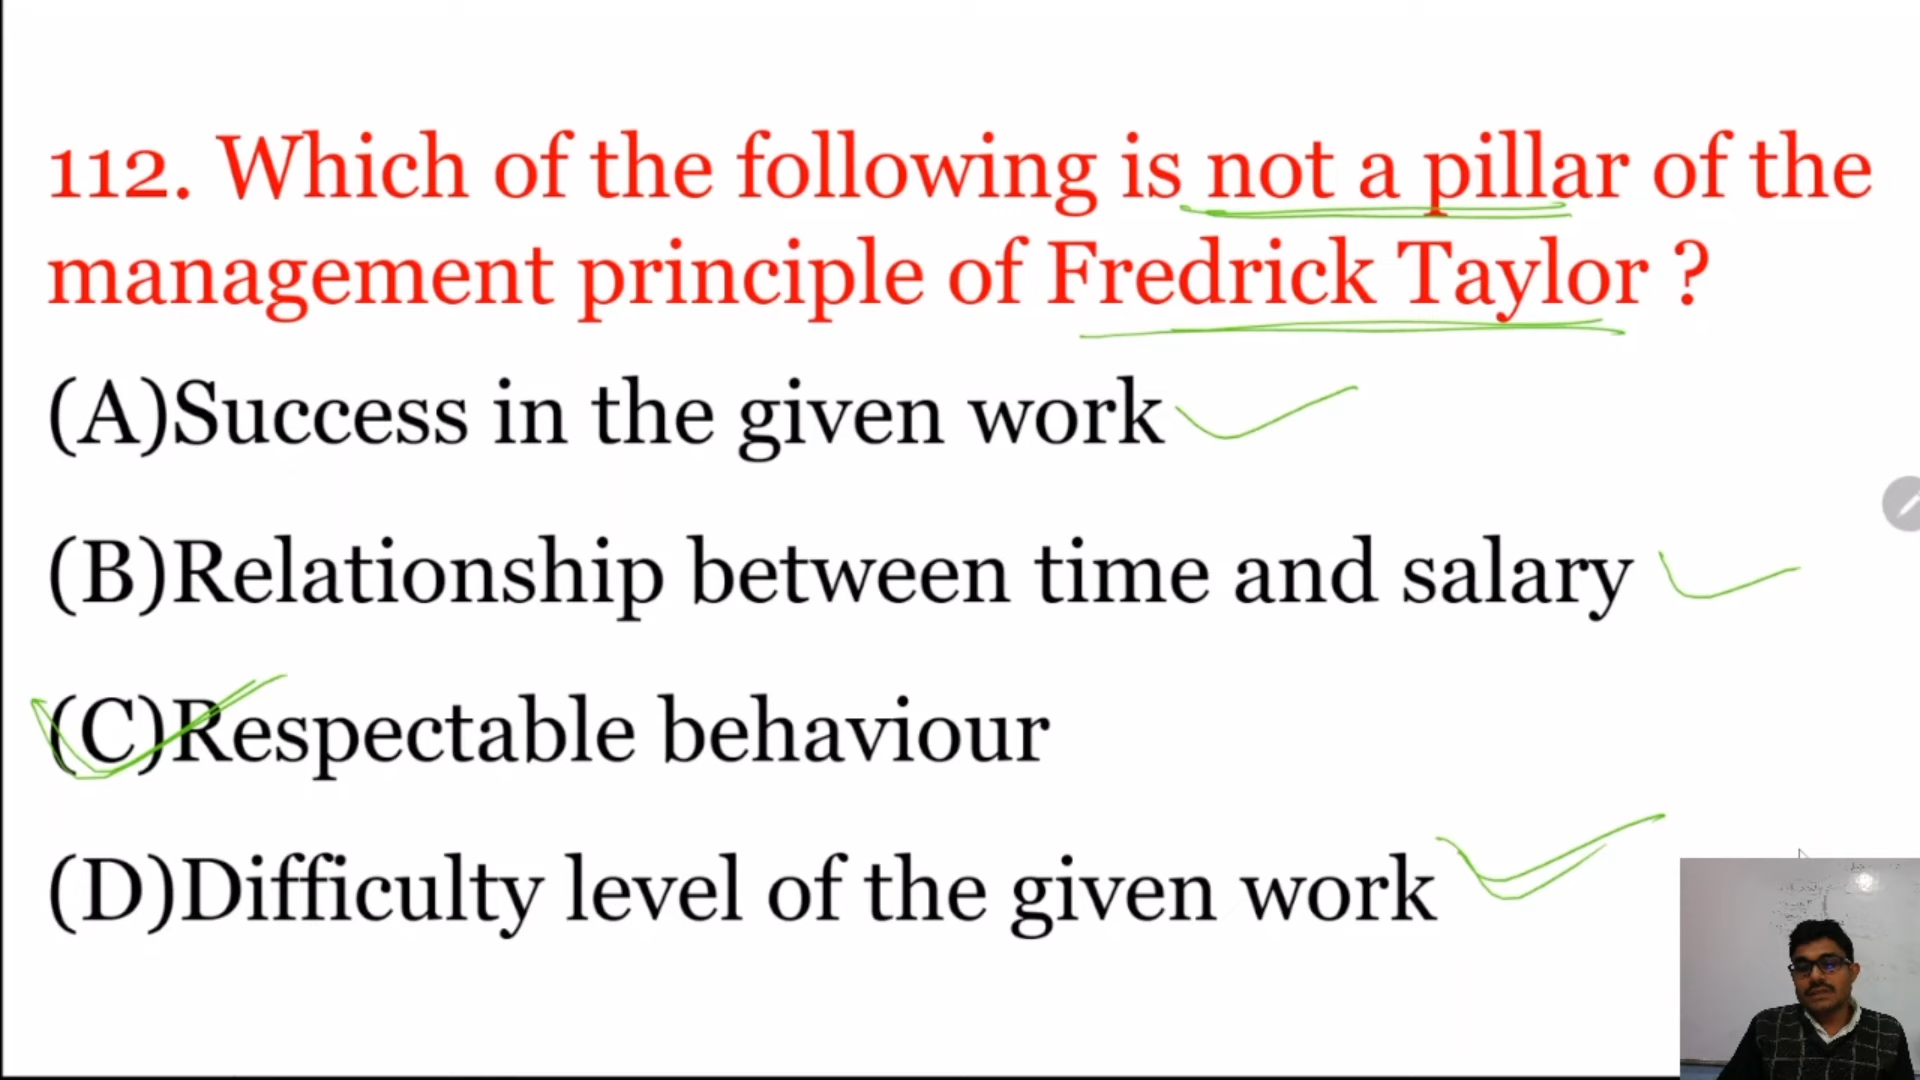 112. Which of the following is not a pillar of the
management principle of Fredrick Taylor ?
(A)Success in the given work
(B)Relationship between time and salary
(C)Respectable behaviour
(D)Difficulty level of the given work